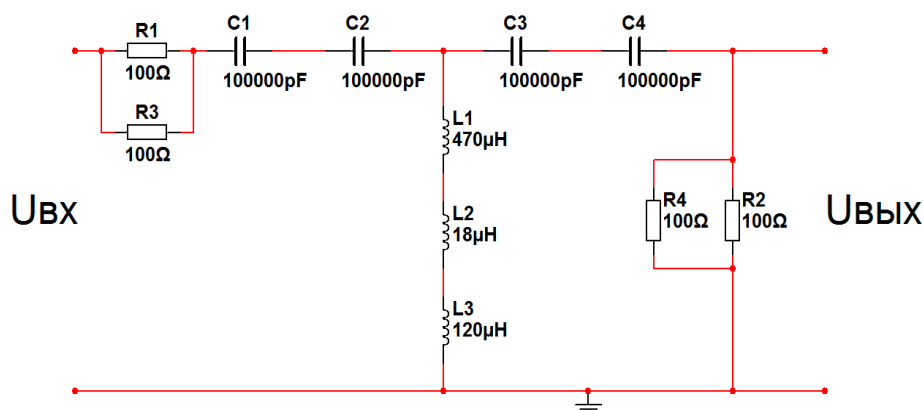 R1
100Ω
R3
100Ω
C1
100000pF
C2
100000pF
C3
100000pF
C4
100000pF
L1
470µH
L2
18µH
L3
120µH
Uвх
R4
100Ω
R2
100Ω
Uвых